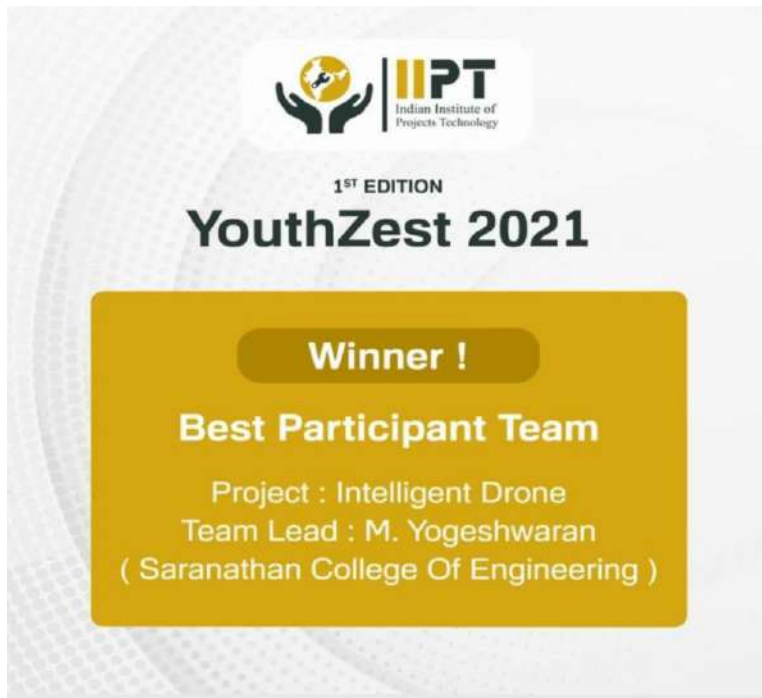 IIPT
Indian Institute of
Projects Technology
1ST EDITION
YouthZest 2021
Winner !
Best Participant Team
Project : Intelligent Drone
Team Lead : M. Yogeshwaran
( Saranathan College Of Engineering )